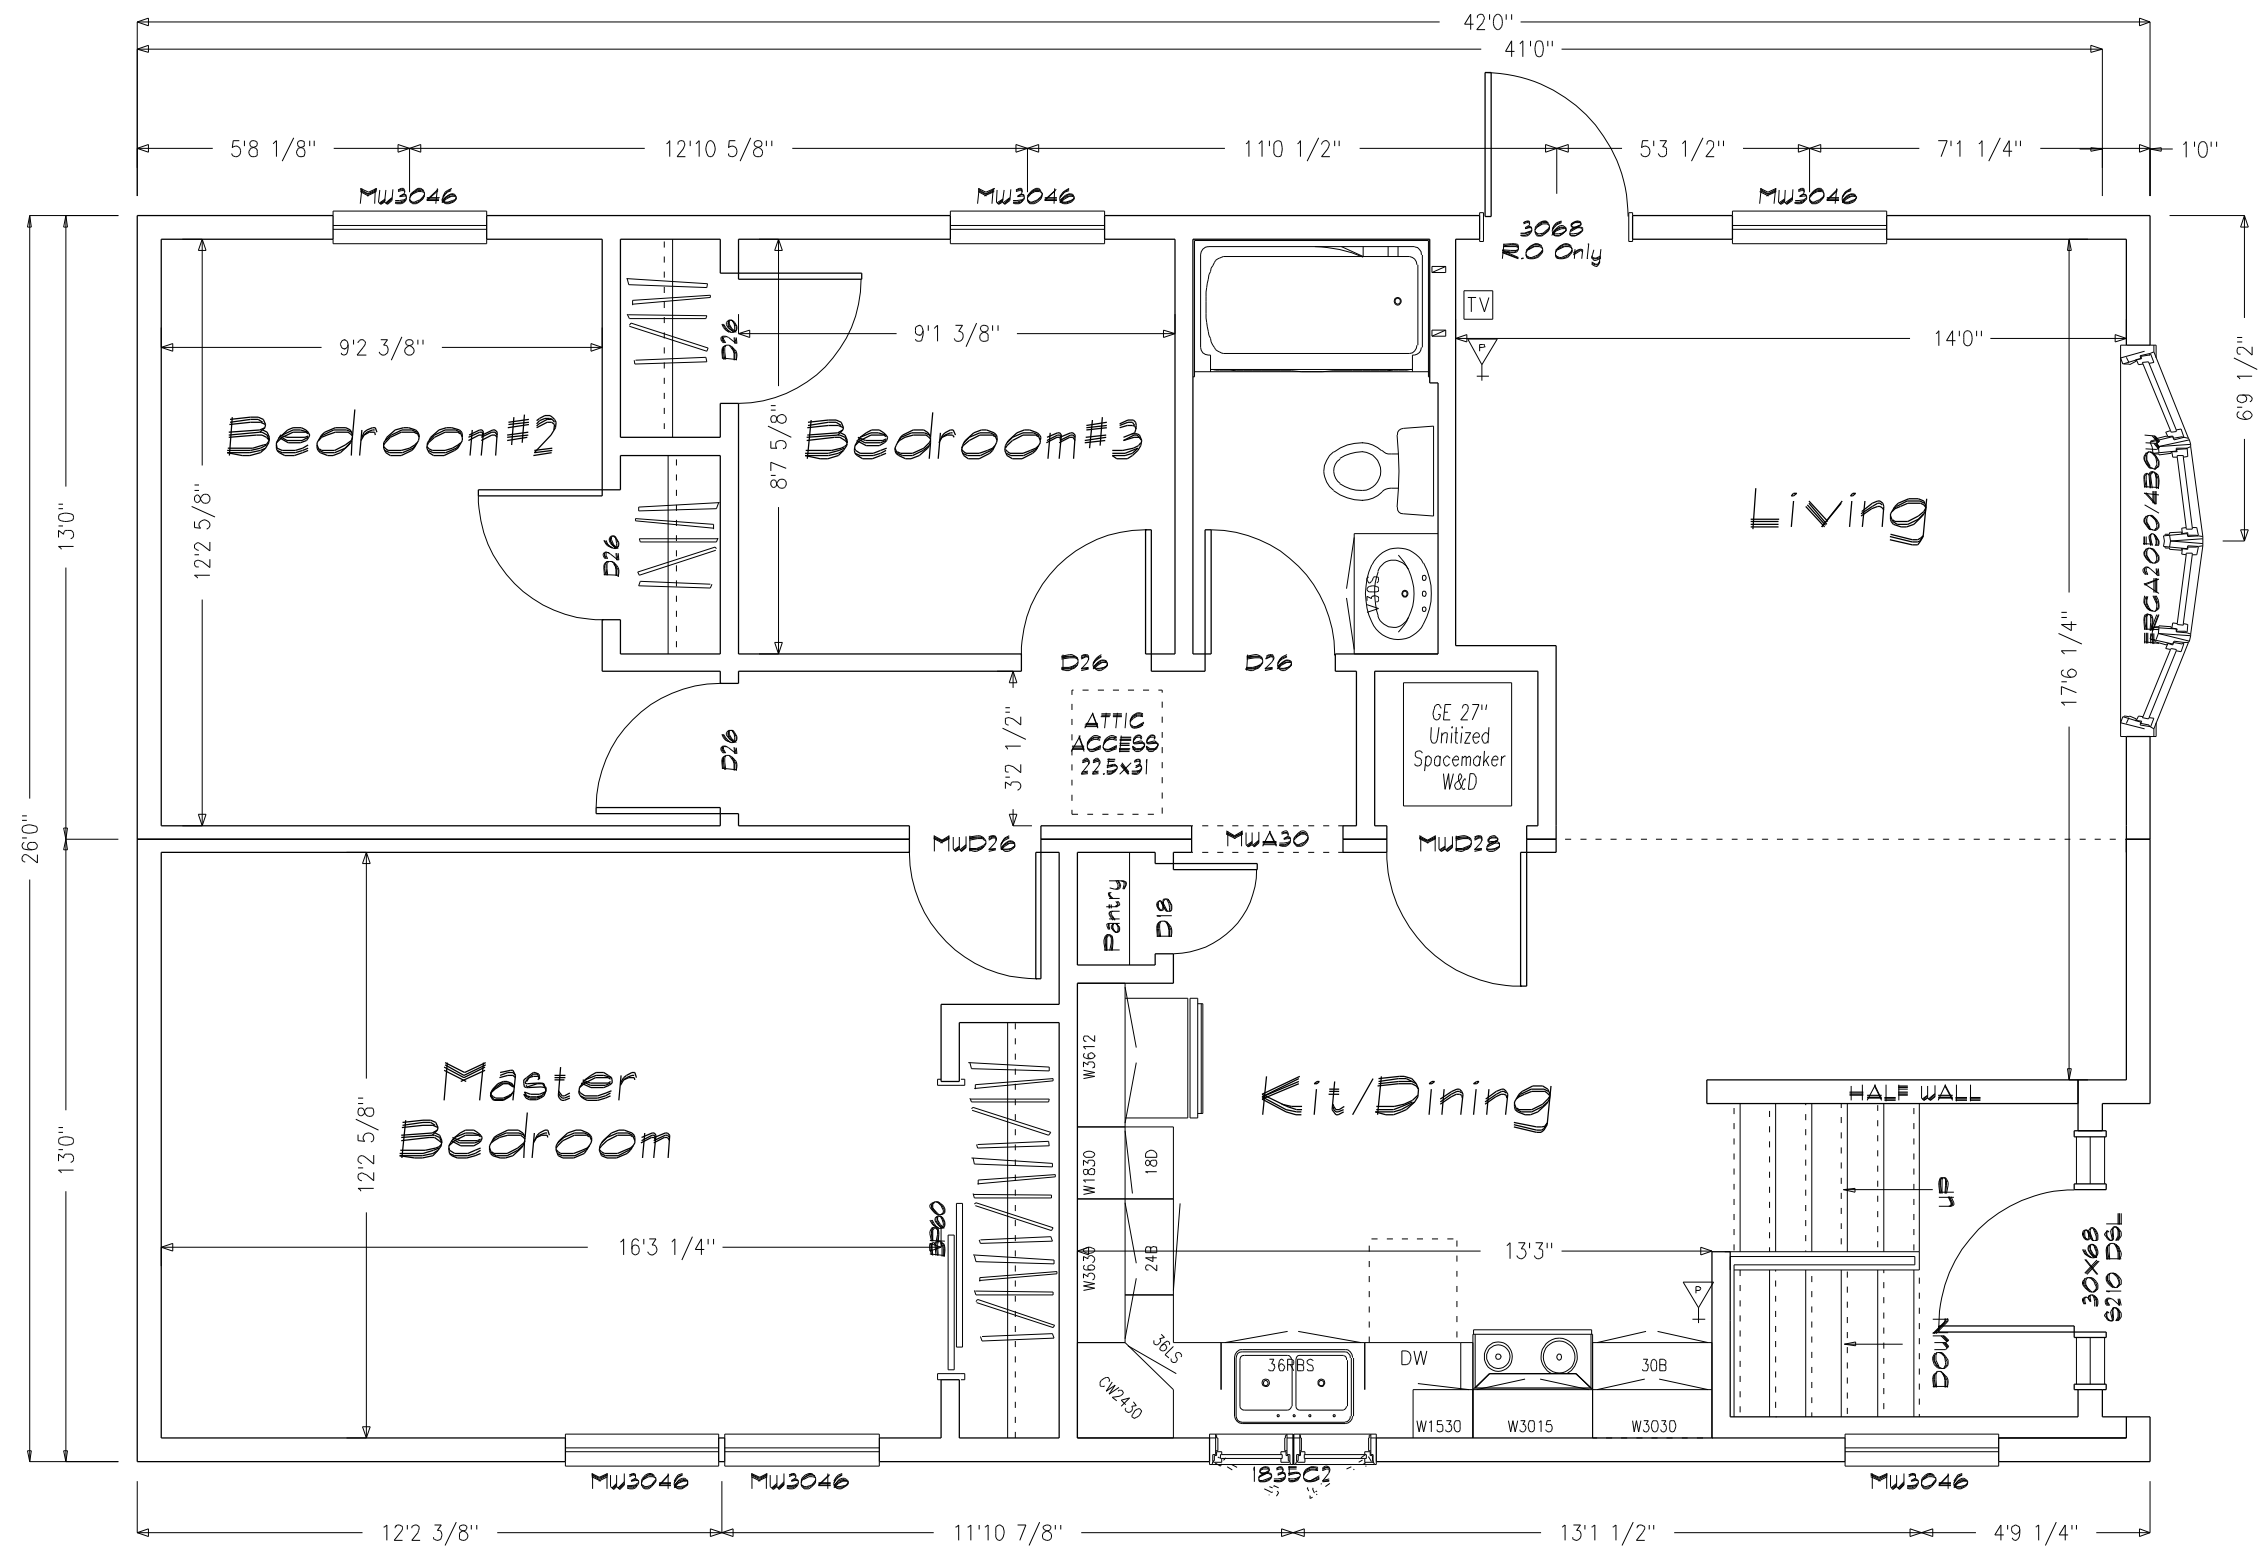 42'0"
41'0"
5'8 1/8"
12'10 5/8"
11'0 1/2"
5'3 1/2"
7'1 1/4"
1'0"
MW3046
MW3046
MW3046
3068
R.O Only
TV
P
9'2 3/8"
D26
9'1 3/8"
14'0"
6'9 1/2"
Bedroom#2
8'7 5/8"
Bedroom#3
Living
13'0"
12'2 5/8"
D26
V30S
D26
D26
17'6 1/4"
D26
3'2 1/2"
ATTIC
ACCESS
22.5x31
GE 27"
Unitized
Spacemaker
W&D
26'0"
MWD26
MWA30
MWD28
Pantry
D18
W3612
Master
Bedroom
Kit/Dining
HALF WALL
13'0"
12'2 5/8"
W1830
18D
UP
16'3 1/4"
W3630
24B
13'3"
P
30X68
S210 DSL
36LS
CW2430
36RBS
DW
30B
DOWN
W1530
W3015
W3030
MW3046
MW3046
1835C2
MW3046
12'2 3/8"
11'10 7/8"
13'1 1/2"
4'9 1/4"